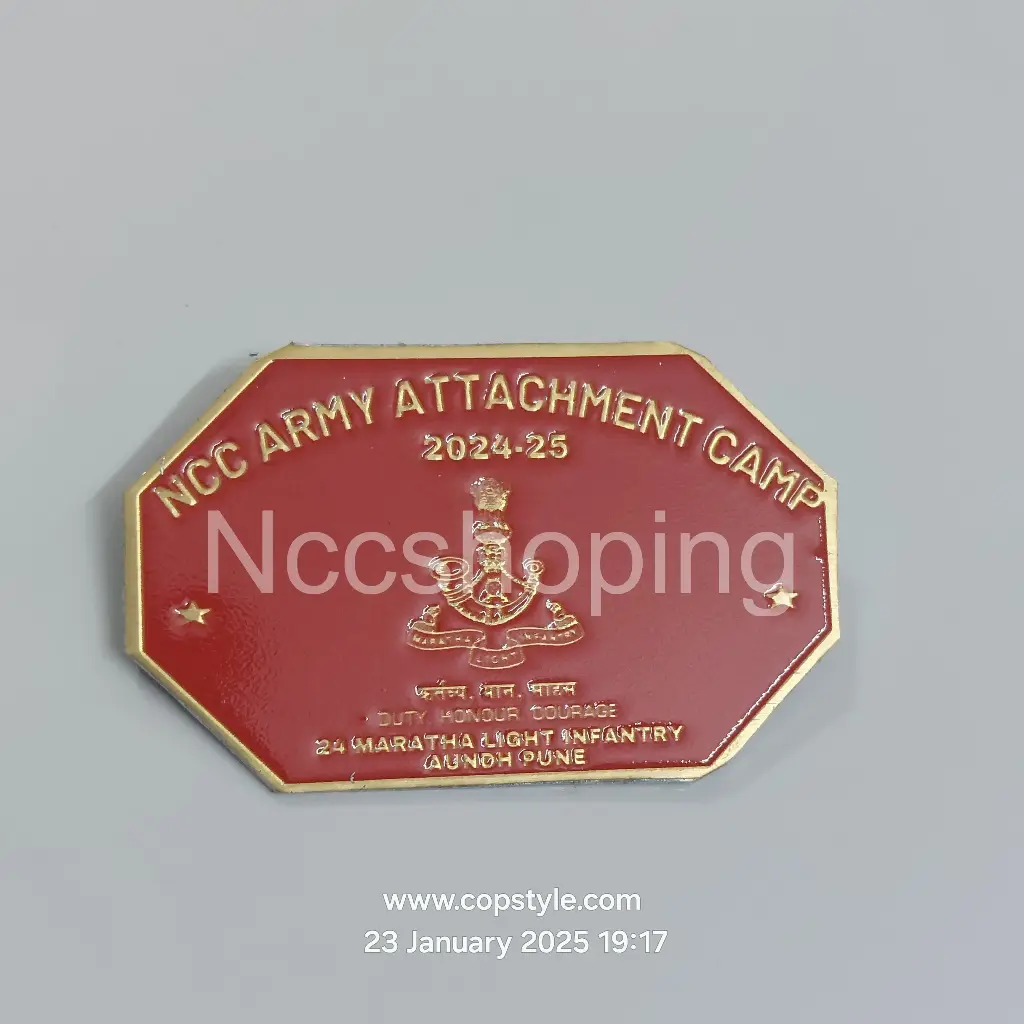 NCC ARMY ATTACHMENT CAMP
2024-25
Nccshoping
MARATHA LIGHT INFANTRY
कर्तव्य. मान. साहस
DUTY HONOUR COURAGE
24 MARATHA LIGHT INFANTRY
AUNDH PUNE
www.copstyle.com
23 January 2025 19:17